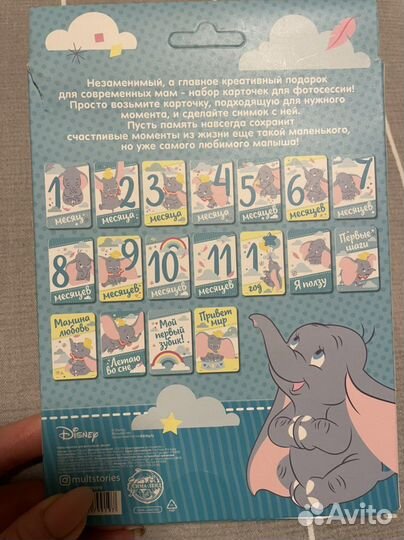 Незаменимый, а главное креативный подарок
для современных мам - набор карточек для фотосессии!
Просто возьмите карточку, подходящую для нужного
момента, и сделайте снимок с ней.
Пусть память навсегда сохранит
счастливые моменты из жизни еще такой маленького,
но уже самого любимого малыша!
1 месяц
2 месяца
3 месяца
4 месяца
5 месяцев
6 месяцев
7 месяцев
8 месяцев
9 месяцев
10 месяцев
11 месяцев
1 год
Я ползу
Первые шаги
Мамина любовь
Летаю во сне
Мой первый зубик!
Привет мир
Disney
multstories
Avito